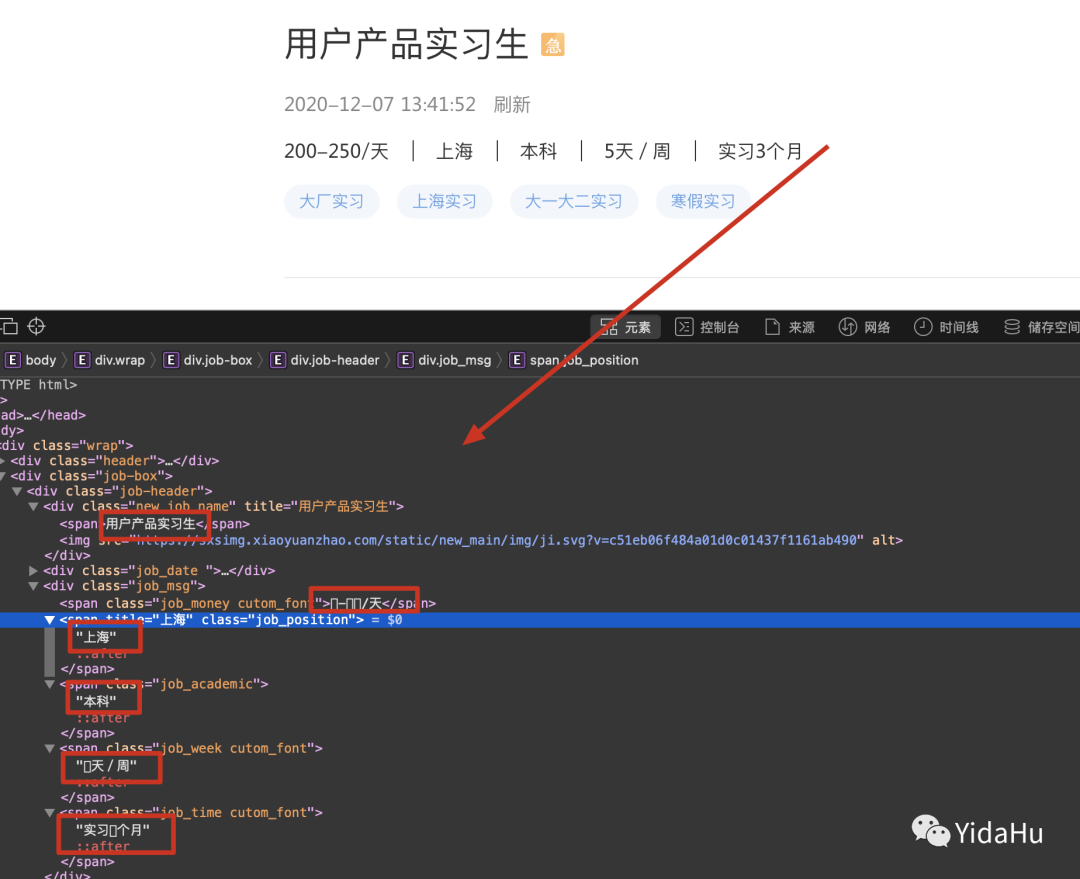 用户产品实习生 急
2020-12-07 13:41:52 刷新
200-250/天 | 上海 | 本科 | 5天 / 周 | 实习3个月
大厂实习 上海实习 大一大二实习 寒假实习
元素 控制台 来源 网络 时间线 储存空间
E body E div.wrap E div.job-box E div.job-header E div.job_msg E span.job_position
TYPE html>
>
ad>…</head>
dy>
div class="wrap">
<div class="header">…</div>
<div class="job-box">
<div class="job-header">
<div class="new_job_name" title="用户产品实习生">
<span>用户产品实习生</span>
<img src="https://sxsimg.xiaoyuanzhao.com/static/new_main/img/ji.svg?v=c51eb06f484a01d0c01437f1161ab490" alt>
</div>
<div class="job_date ">…</div>
<div class="job_msg">
<span class="job_money cutom_font">▯-▯▯/天</span>
<span title="上海" class="job_position"> = $0
"上海"
::after
</span>
<span class="job_academic">
"本科"
::after
</span>
<span class="job_week cutom_font">
"▯天 / 周"
::after
</span>
<span class="job_time cutom_font">
"实习▯个月"
::after
</span>
</div>
YidaHu